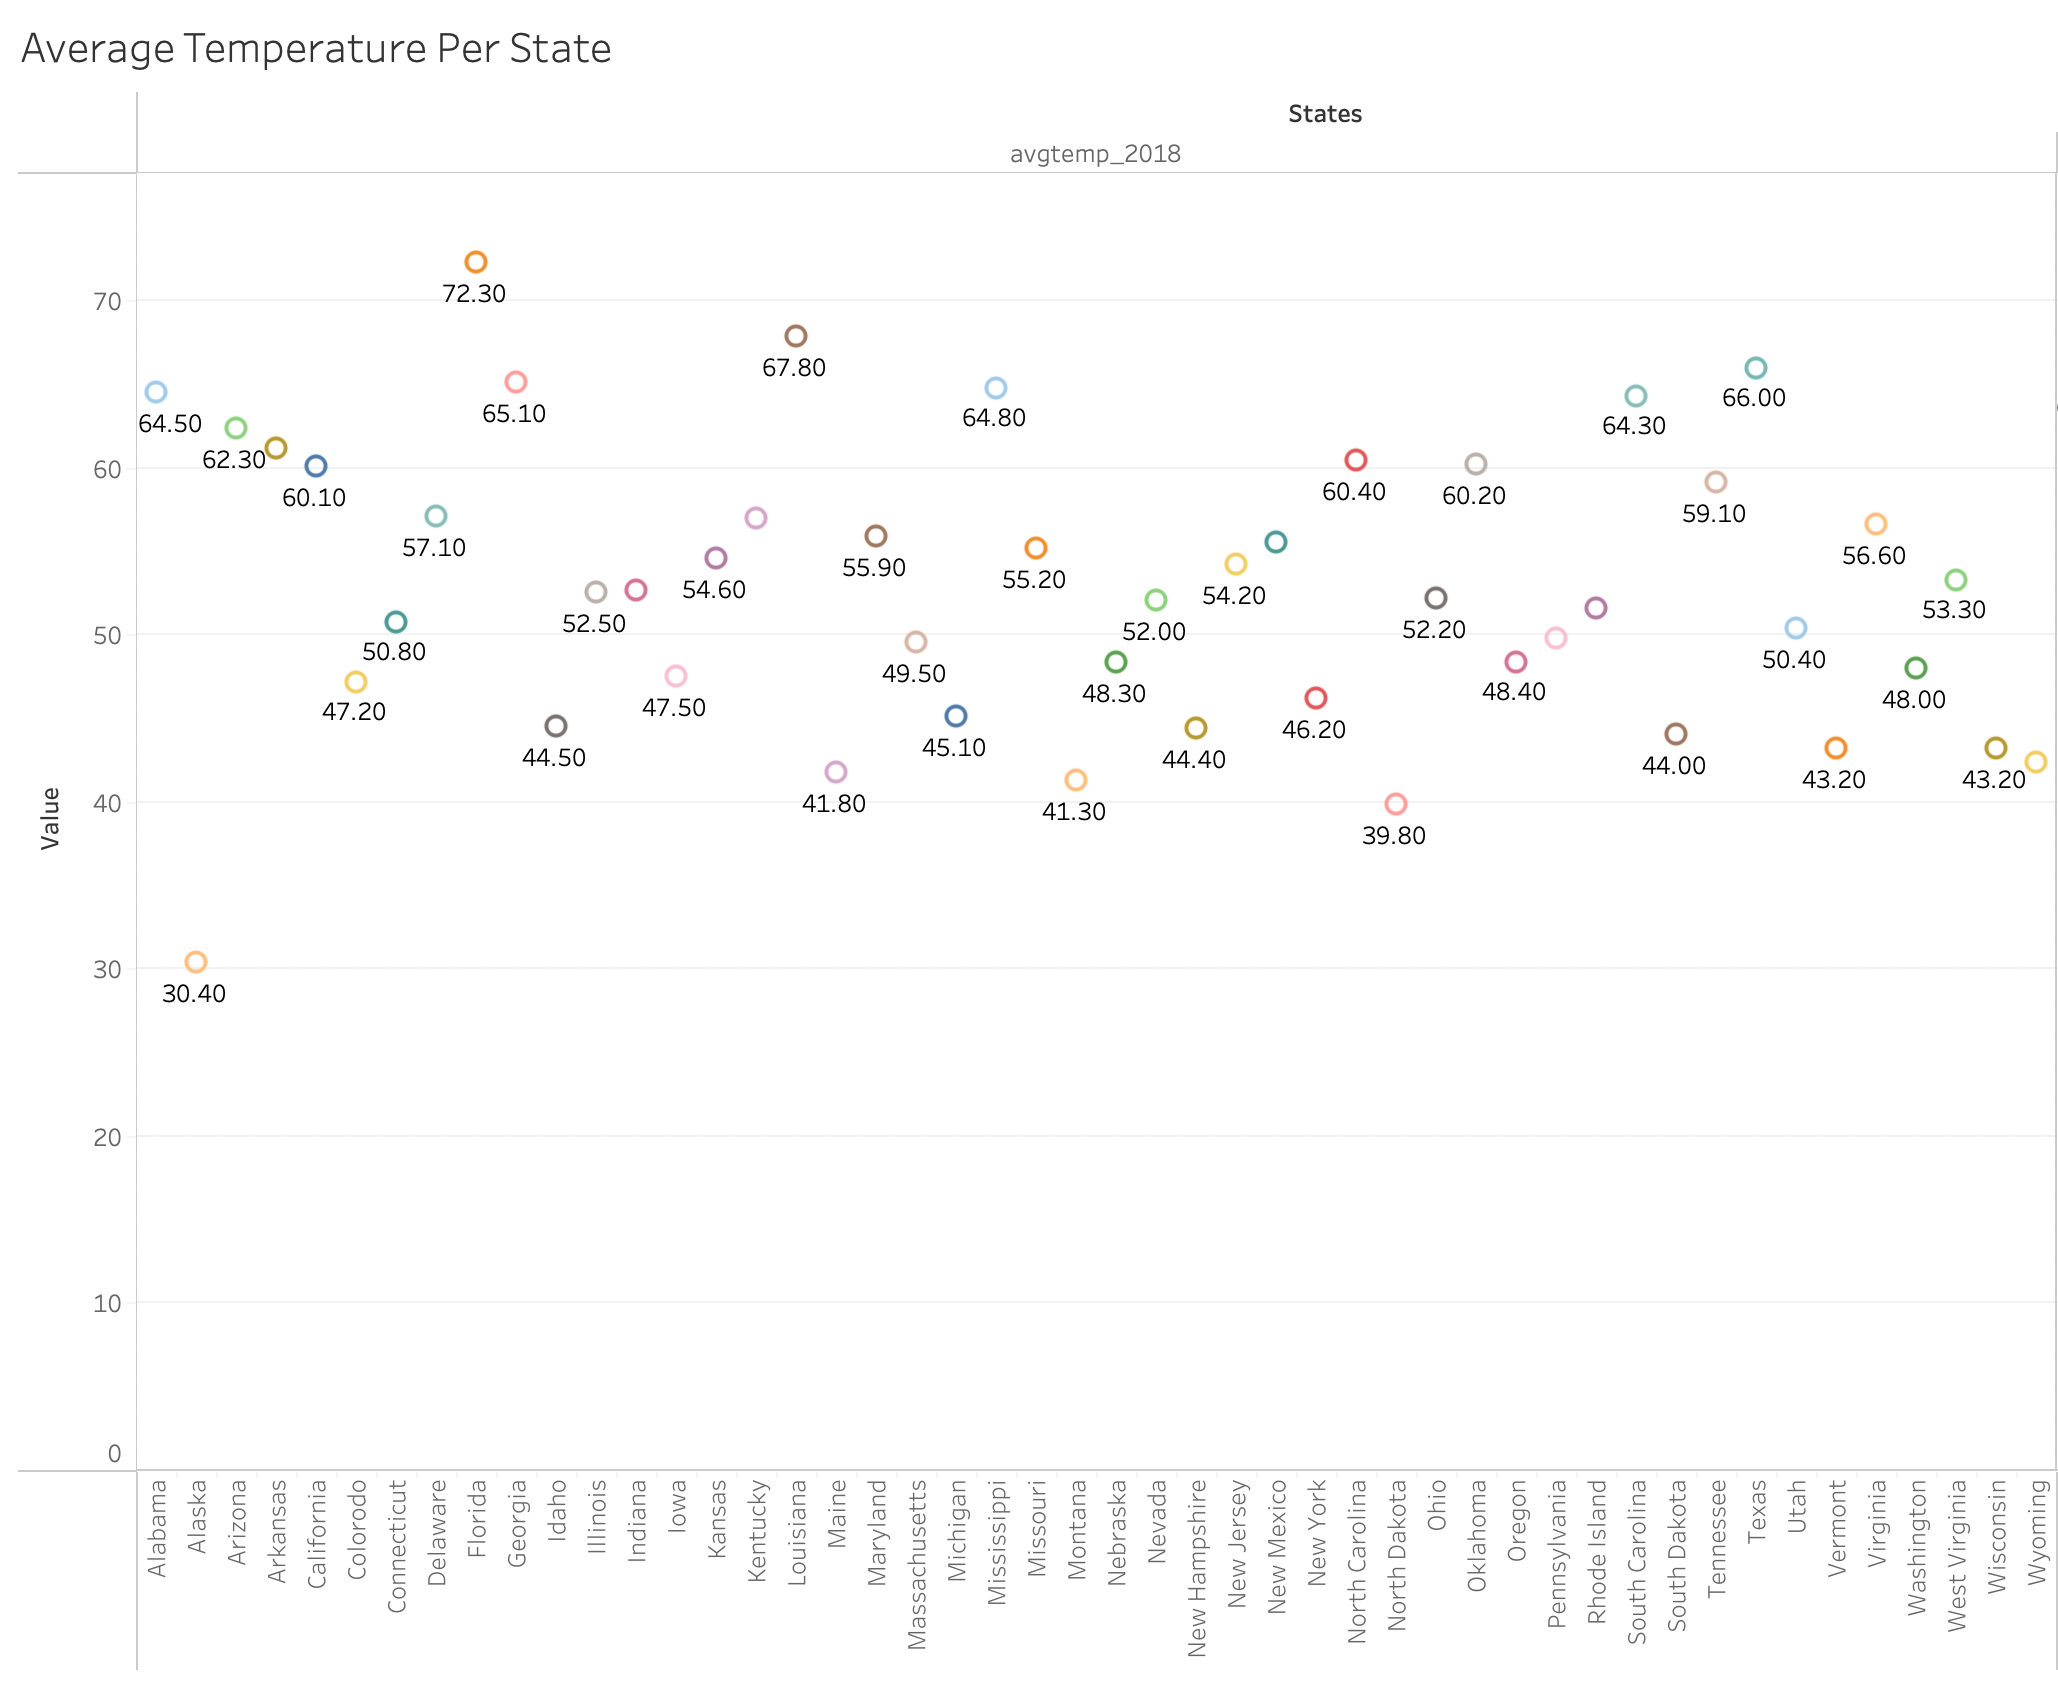 Average Temperature Per State
States
avgtemp_2018
Value
70
60
50
40
30
20
10
0
72.30
67.80
66.00
64.50
65.10
64.80
64.30
62.30
60.10
60.40
60.20
59.10
57.10
56.60
55.90
55.20
54.60
54.20
53.30
52.50
52.00
52.20
50.80
50.40
49.50
48.30
48.40
48.00
47.20
47.50
46.20
45.10
44.50
44.40
44.00
43.20
43.20
41.80
41.30
39.80
30.40
Alabama
Alaska
Arizona
Arkansas
California
Colorodo
Connecticut
Delaware
Florida
Georgia
Idaho
Illinois
Indiana
Iowa
Kansas
Kentucky
Louisiana
Maine
Maryland
Massachusetts
Michigan
Mississippi
Missouri
Montana
Nebraska
Nevada
New Hampshire
New Jersey
New Mexico
New York
North Carolina
North Dakota
Ohio
Oklahoma
Oregon
Pennsylvania
Rhode Island
South Carolina
South Dakota
Tennessee
Texas
Utah
Vermont
Virginia
Washington
West Virginia
Wisconsin
Wyoming